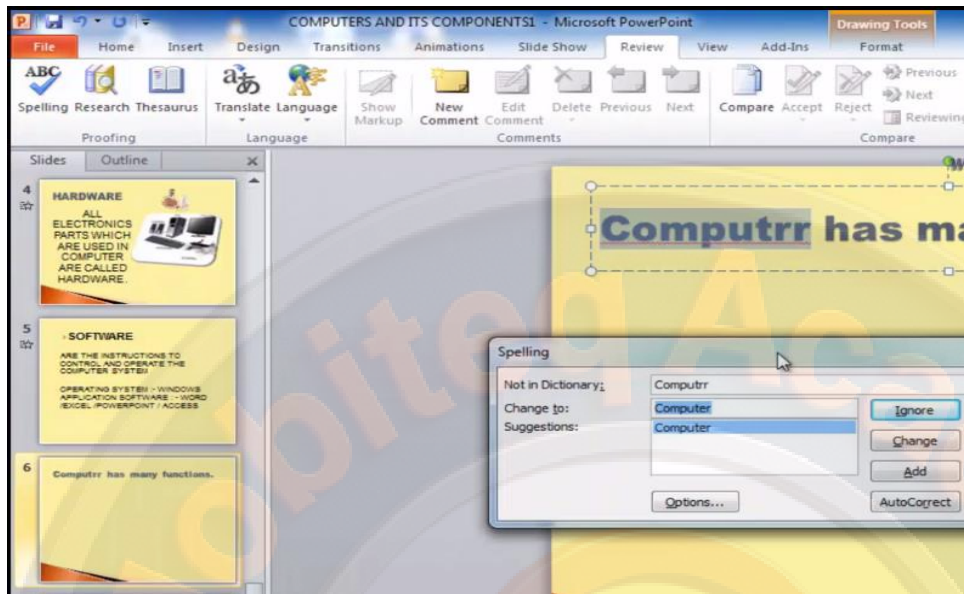 COMPUTERS AND ITS COMPONENTS1 - Microsoft PowerPoint
Drawing Tools
File Home Insert Design Transitions Animations Slide Show Review View Add-Ins Format
ABC
Spelling Research Thesaurus Translate Language Show Markup New Comment Edit Comment Delete Previous Next Compare Accept Reject
Previous
Next
Reviewing
Proofing Language Comments Compare
Slides Outline
4
HARDWARE
ALL
ELECTRONICS
PARTS WHICH
ARE USED IN
COMPUTER
ARE CALLED
HARDWARE.
5
SOFTWARE
ARE THE INSTRUCTIONS TO
CONTROL AND OPERATE THE
COMPUTER SYSTEM
OPERATING SYSTEM :- WINDOWS
APPLICATION SOFTWARE :- WORD
/EXCEL /POWERPOINT / ACCESS
6
Computrr has many functions.
Computrr has ma
Spelling
Not in Dictionary: Computrr
Change to: Computer
Suggestions: Computer
Ignore
Change
Add
Options... AutoCorrect